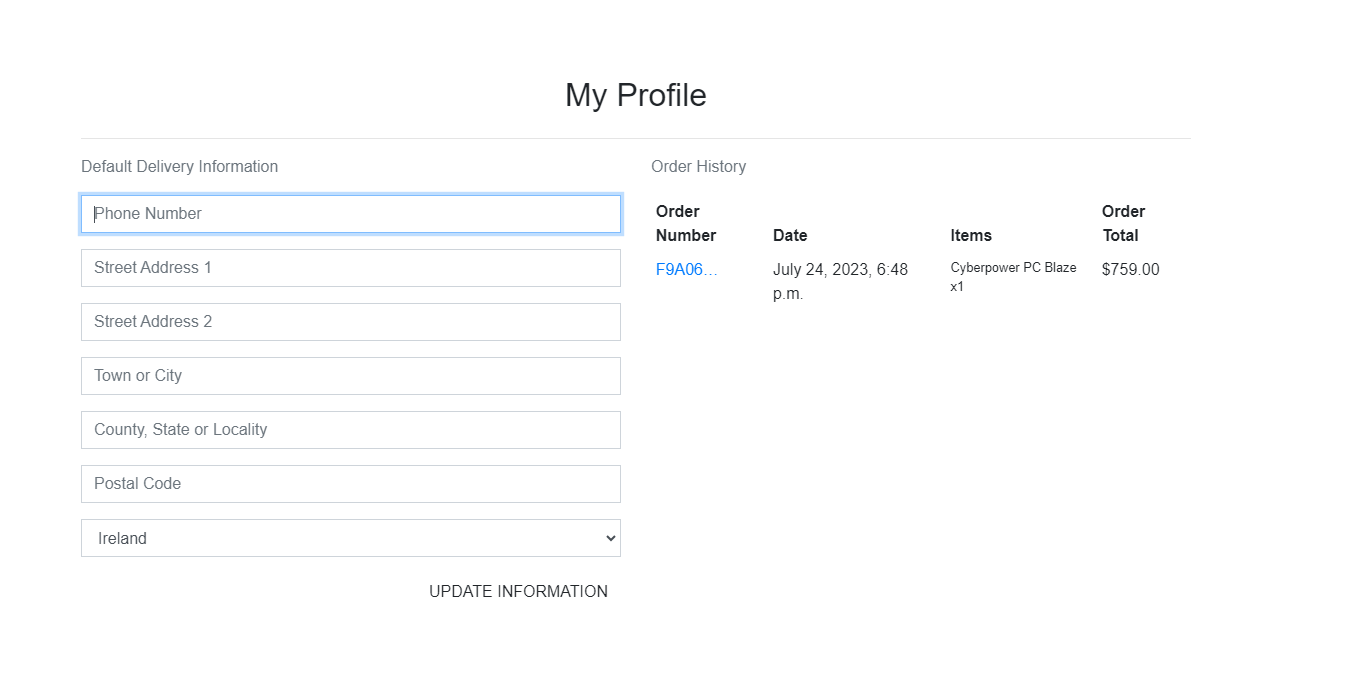 My Profile
Default Delivery Information
Phone Number
Street Address 1
Street Address 2
Town or City
County, State or Locality
Postal Code
Ireland
UPDATE INFORMATION
Order History
Order Number Date Items Order Total
F9A06... July 24, 2023, 6:48 p.m. Cyberpower PC Blaze x1 $759.00